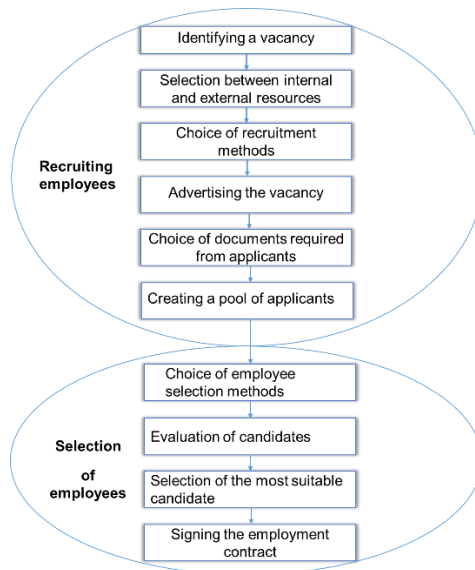 Identifying a vacancy
Selection between internal
and external resources
Choice of recruitment
methods
Recruiting
employees
Advertising the vacancy
Choice of documents required
from applicants
Creating a pool of applicants
Choice of employee
selection methods
Evaluation of candidates
Selection
of
employees
Selection of the most suitable
candidate
Signing the employment
contract